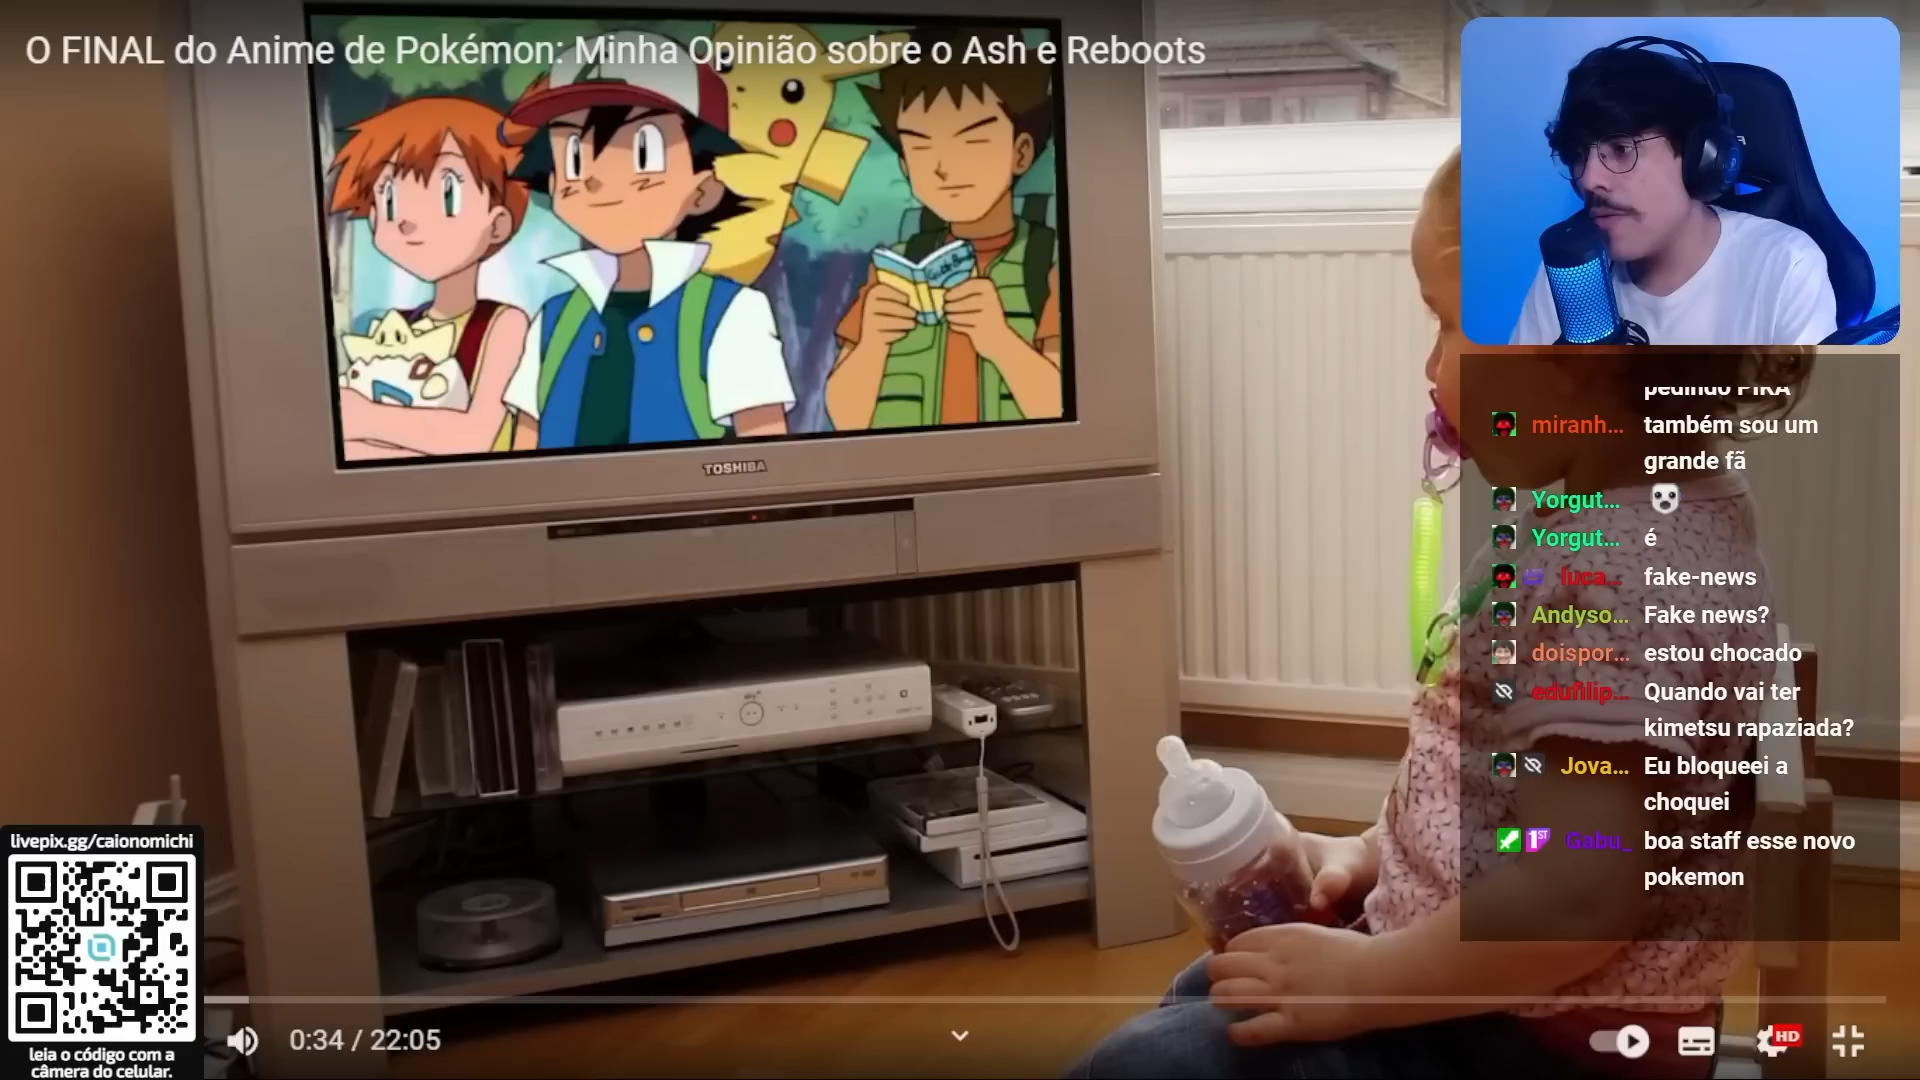 O FINAL do Anime de Pokémon: Minha Opinião sobre o Ash e Reboots
TOSHIBA
pedindo PIKA
miranh... também sou um
grande fã
Yorgut...
Yorgut... é
luca... fake-news
Andyso... Fake news?
doispor... estou chocado
edufilip... Quando vai ter
kimetsu rapaziada?
Jova... Eu bloqueei a
choquei
1ST Gabu_ boa staff esse novo
pokemon
livepix.gg/caionomichi
leia o código com a
câmera do celular.
0:34 / 22:05
HD